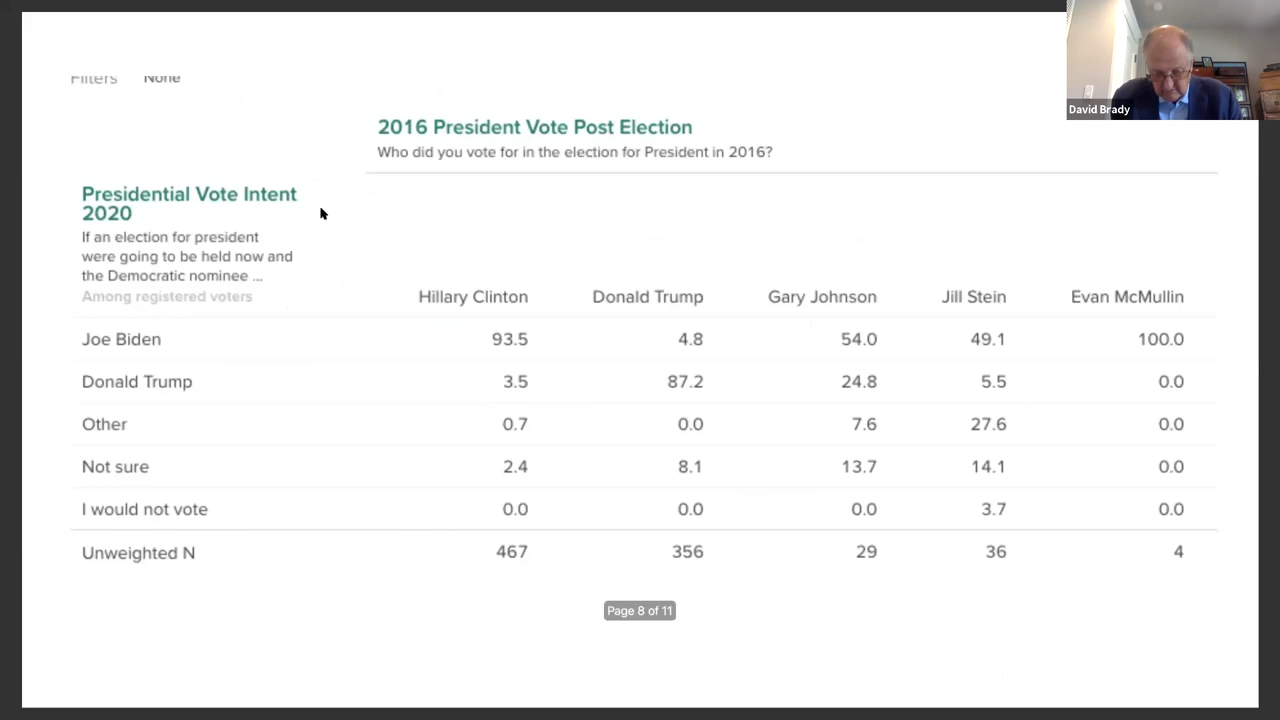 Filters None
David Brady
2016 President Vote Post Election
Who did you vote for in the election for President in 2016?
Presidential Vote Intent
2020
If an election for president
were going to be held now and
the Democratic nominee ...
Among registered voters
Hillary Clinton Donald Trump Gary Johnson Jill Stein Evan McMullin
Joe Biden 93.5 4.8 54.0 49.1 100.0
Donald Trump 3.5 87.2 24.8 5.5 0.0
Other 0.7 0.0 7.6 27.6 0.0
Not sure 2.4 8.1 13.7 14.1 0.0
I would not vote 0.0 0.0 0.0 3.7 0.0
Unweighted N 467 356 29 36 4
Page 8 of 11